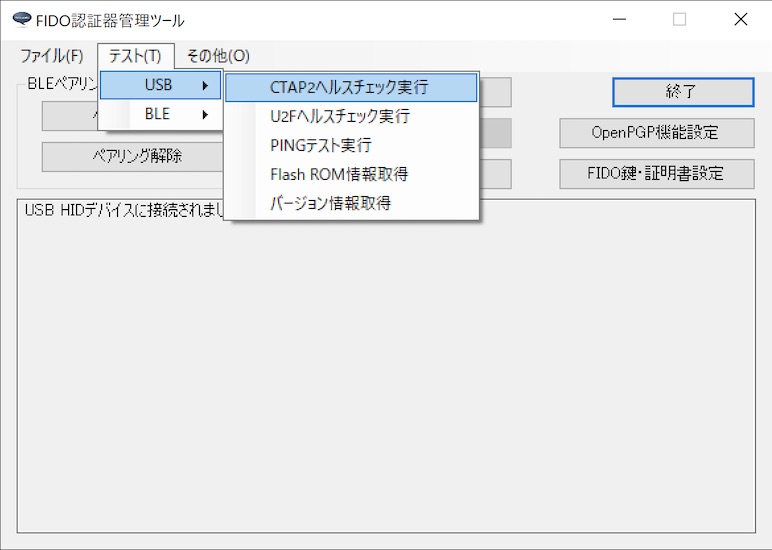 FIDO認証器管理ツール
ファイル(F) テスト(T) その他(O)
BLEペアリン
USB
BLE
CTAP2ヘルスチェック実行
U2Fヘルスチェック実行
PINGテスト実行
Flash ROM情報取得
バージョン情報取得
終了
OpenPGP機能設定
ペアリング解除
FIDO鍵・証明書設定
USB HIDデバイスに接続されまし